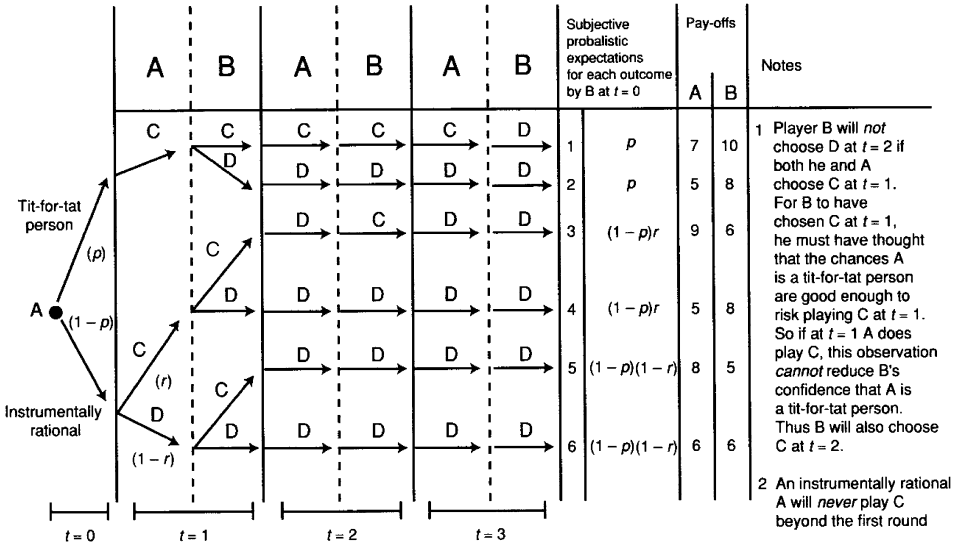 Subjective probalistic expectations for each outcome by B at t = 0
Pay-offs
Notes
A B A B A B
A B
C C C C C D
1 p 7 10
D D D D D
2 p 5 8
D C D D
3 (1 – p)r 9 6
C D D D D D
4 (1 – p)r 5 8
D D D D
5 (1 – p)(1 – r) 8 5
C D D D D D
6 (1 – p)(1 – r) 6 6
Tit-for-tat
person
(p)
A
(1 – p)
C
(r)
Instrumentally
rational
D
(1 – r)
1 Player B will not
choose D at t = 2 if
both he and A
choose C at t = 1.
For B to have
chosen C at t = 1,
he must have thought
that the chances A
is a tit-for-tat person
are good enough to
risk playing C at t = 1.
So if at t = 1 A does
play C, this observation
cannot reduce B's
confidence that A is
a tit-for-tat person.
Thus B will also choose
C at t = 2.
2 An instrumentally rational
A will never play C
beyond the first round
t = 0
t = 1
t = 2
t = 3